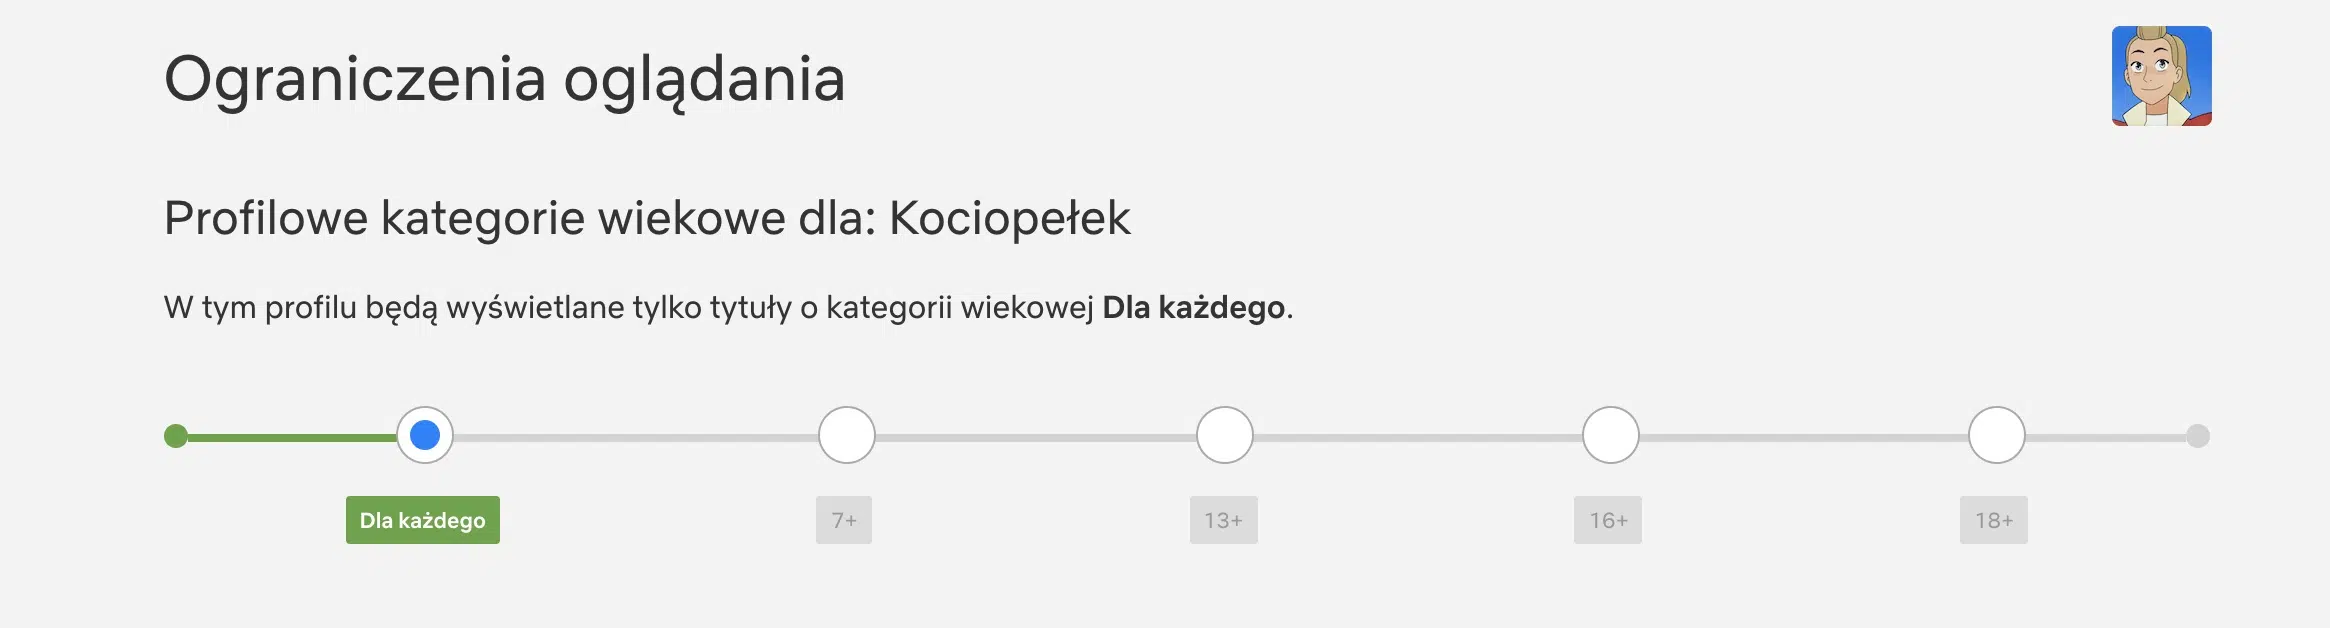 Ograniczenia oglądania
Profilowe kategorie wiekowe dla: Kociopełek
W tym profilu będą wyświetlane tylko tytuły o kategorii wiekowej Dla każdego.
Dla każdego
7+
13+
16+
18+